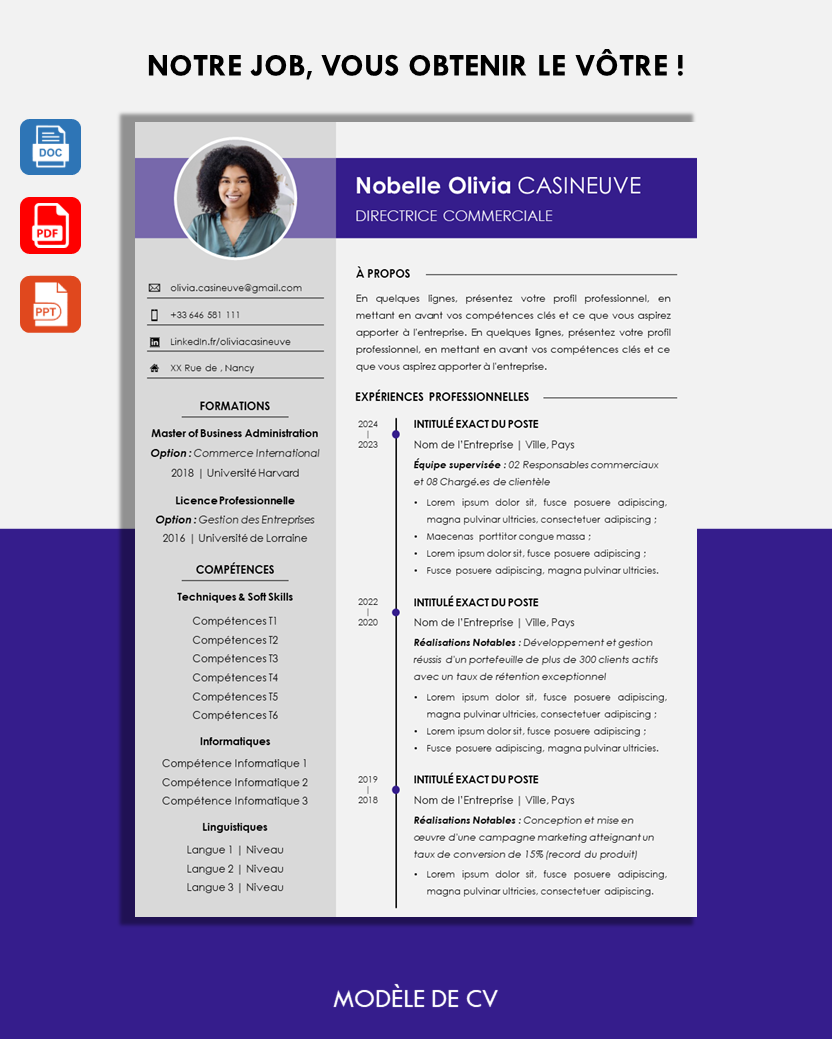 NOTRE JOB, VOUS OBTENIR LE VÔTRE !
DOC
PDF
PPT
Nobelle Olivia CASINEUVE
DIRECTRICE COMMERCIALE
olivia.casineuve@gmail.com
+33 646 581 111
LinkedIn.fr/oliviacasineuve
XX Rue de , Nancy
FORMATIONS
Master of Business Administration
Option : Commerce International
2018 | Université Harvard
Licence Professionnelle
Option : Gestion des Entreprises
2016 | Université de Lorraine
COMPÉTENCES
Techniques & Soft Skills
Compétences T1
Compétences T2
Compétences T3
Compétences T4
Compétences T5
Compétences T6
Informatiques
Compétence Informatique 1
Compétence Informatique 2
Compétence Informatique 3
Linguistiques
Langue 1 | Niveau
Langue 2 | Niveau
Langue 3 | Niveau
À PROPOS
En quelques lignes, présentez votre profil professionnel, en
mettant en avant vos compétences clés et ce que vous aspirez
apporter à l'entreprise. En quelques lignes, présentez votre profil
professionnel, en mettant en avant vos compétences clés et ce
que vous aspirez apporter à l'entreprise.
EXPÉRIENCES PROFESSIONNELLES
2024
|
2023
INTITULÉ EXACT DU POSTE
Nom de l'Entreprise | Ville, Pays
Équipe supervisée : 02 Responsables commerciaux
et 08 Chargé.es de clientèle
• Lorem ipsum dolor sit, fusce posuere adipiscing,
magna pulvinar ultricies, consectetuer adipiscing ;
• Maecenas porttitor congue massa ;
• Lorem ipsum dolor sit, fusce posuere adipiscing ;
• Fusce posuere adipiscing, magna pulvinar ultricies.
2022
|
2020
INTITULÉ EXACT DU POSTE
Nom de l'Entreprise | Ville, Pays
Réalisations Notables : Développement et gestion
réussis d'un portefeuille de plus de 300 clients actifs
avec un taux de rétention exceptionnel
• Lorem ipsum dolor sit, fusce posuere adipiscing,
magna pulvinar ultricies, consectetuer adipiscing ;
• Lorem ipsum dolor sit, fusce posuere adipiscing ;
• Fusce posuere adipiscing, magna pulvinar ultricies.
2019
|
2018
INTITULÉ EXACT DU POSTE
Nom de l'Entreprise | Ville, Pays
Réalisations Notables : Conception et mise en
œuvre d'une campagne marketing atteignant un
taux de conversion de 15% (record du produit)
• Lorem ipsum dolor sit, fusce posuere adipiscing,
magna pulvinar ultricies, consectetuer adipiscing.
MODÈLE DE CV